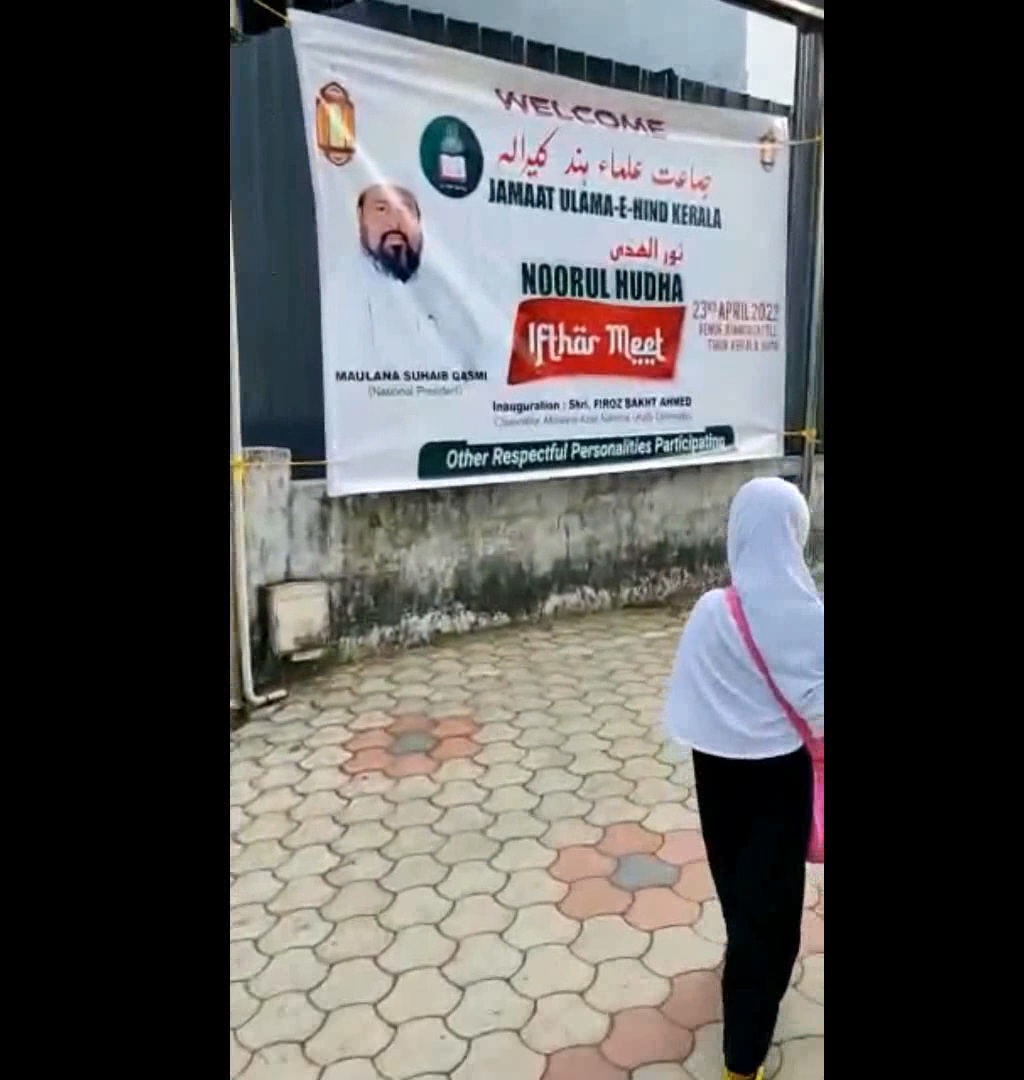 WELCOME
جماعت علماء ہند کیرالہ
JAMAAT ULAMA-E-HIND KERALA
نور الهدى
NOORUL HUDHA
Ifthar Meet
23RD APRIL 2022
MAULANA SUHAIB QASMI
(National President)
Inauguration : Shri. FIROZ BAKHT AHMED
Other Respectful Personalities Participating